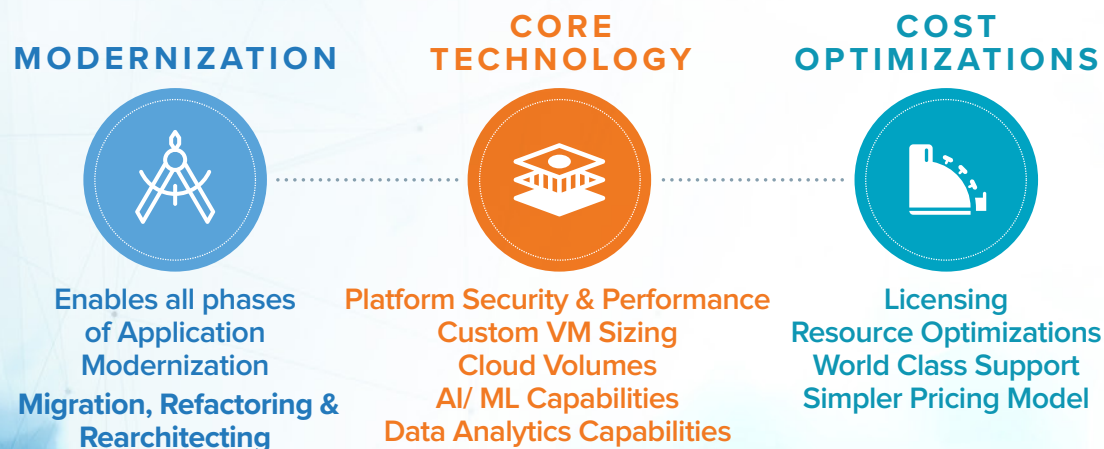 MODERNIZATION
Enables all phases
of Application
Modernization
Migration, Refactoring &
Rearchitecting
CORE
TECHNOLOGY
Platform Security & Performance
Custom VM Sizing
Cloud Volumes
AI/ ML Capabilities
Data Analytics Capabilities
COST
OPTIMIZATIONS
Licensing
Resource Optimizations
World Class Support
Simpler Pricing Model